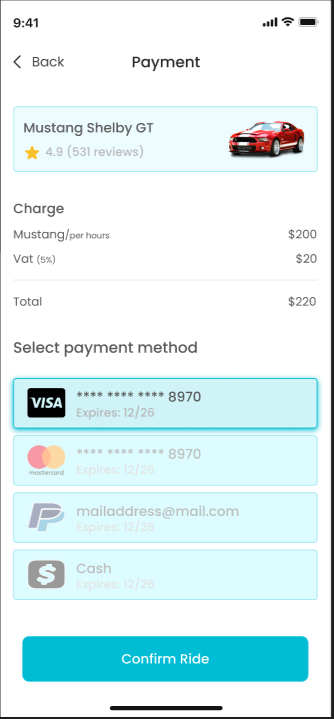 9:41
Back
Payment
Mustang Shelby GT
4.9 (531 reviews)
Charge
Mustang/per hours $200
Vat (5%) $20
Total $220
Select payment method
VISA
**** **** **** 8970
Expires: 12/26
mastercard
**** **** **** 8970
Expires: 12/26
mailaddress@mail.com
Expires: 12/26
$
Cash
Expires: 12/26
Confirm Ride